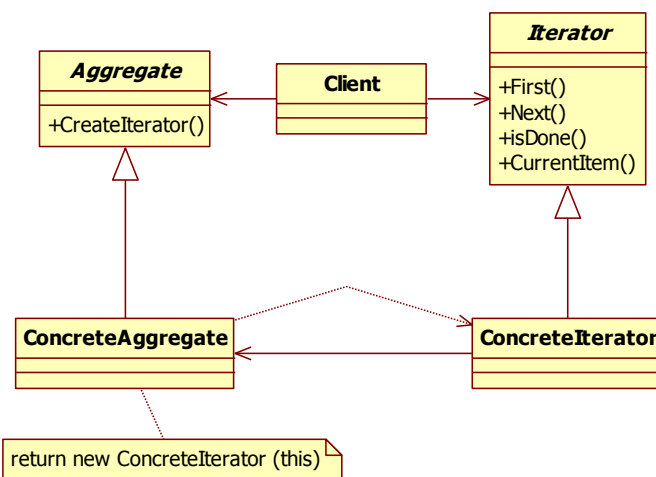 Aggregate
+CreateIterator()
Client
Iterator
+First()
+Next()
+isDone()
+CurrentItem()
ConcreteAggregate
ConcreteIterator
return new ConcreteIterator (this)